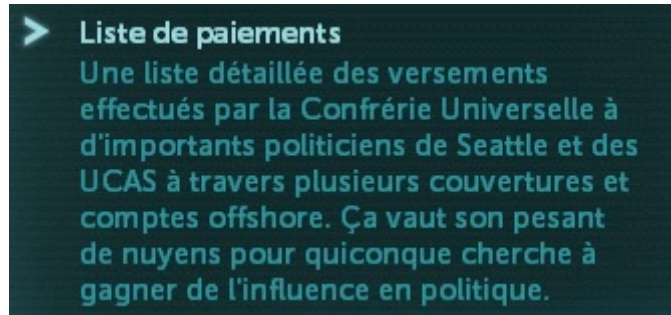 Liste de paiements
Une liste détaillée des versements
effectués par la Confrérie Universelle à
d'importants politiciens de Seattle et des
UCAS à travers plusieurs couvertures et
comptes offshore. Ça vaut son pesant
de nuyens pour quiconque cherche à
gagner de l'influence en politique.